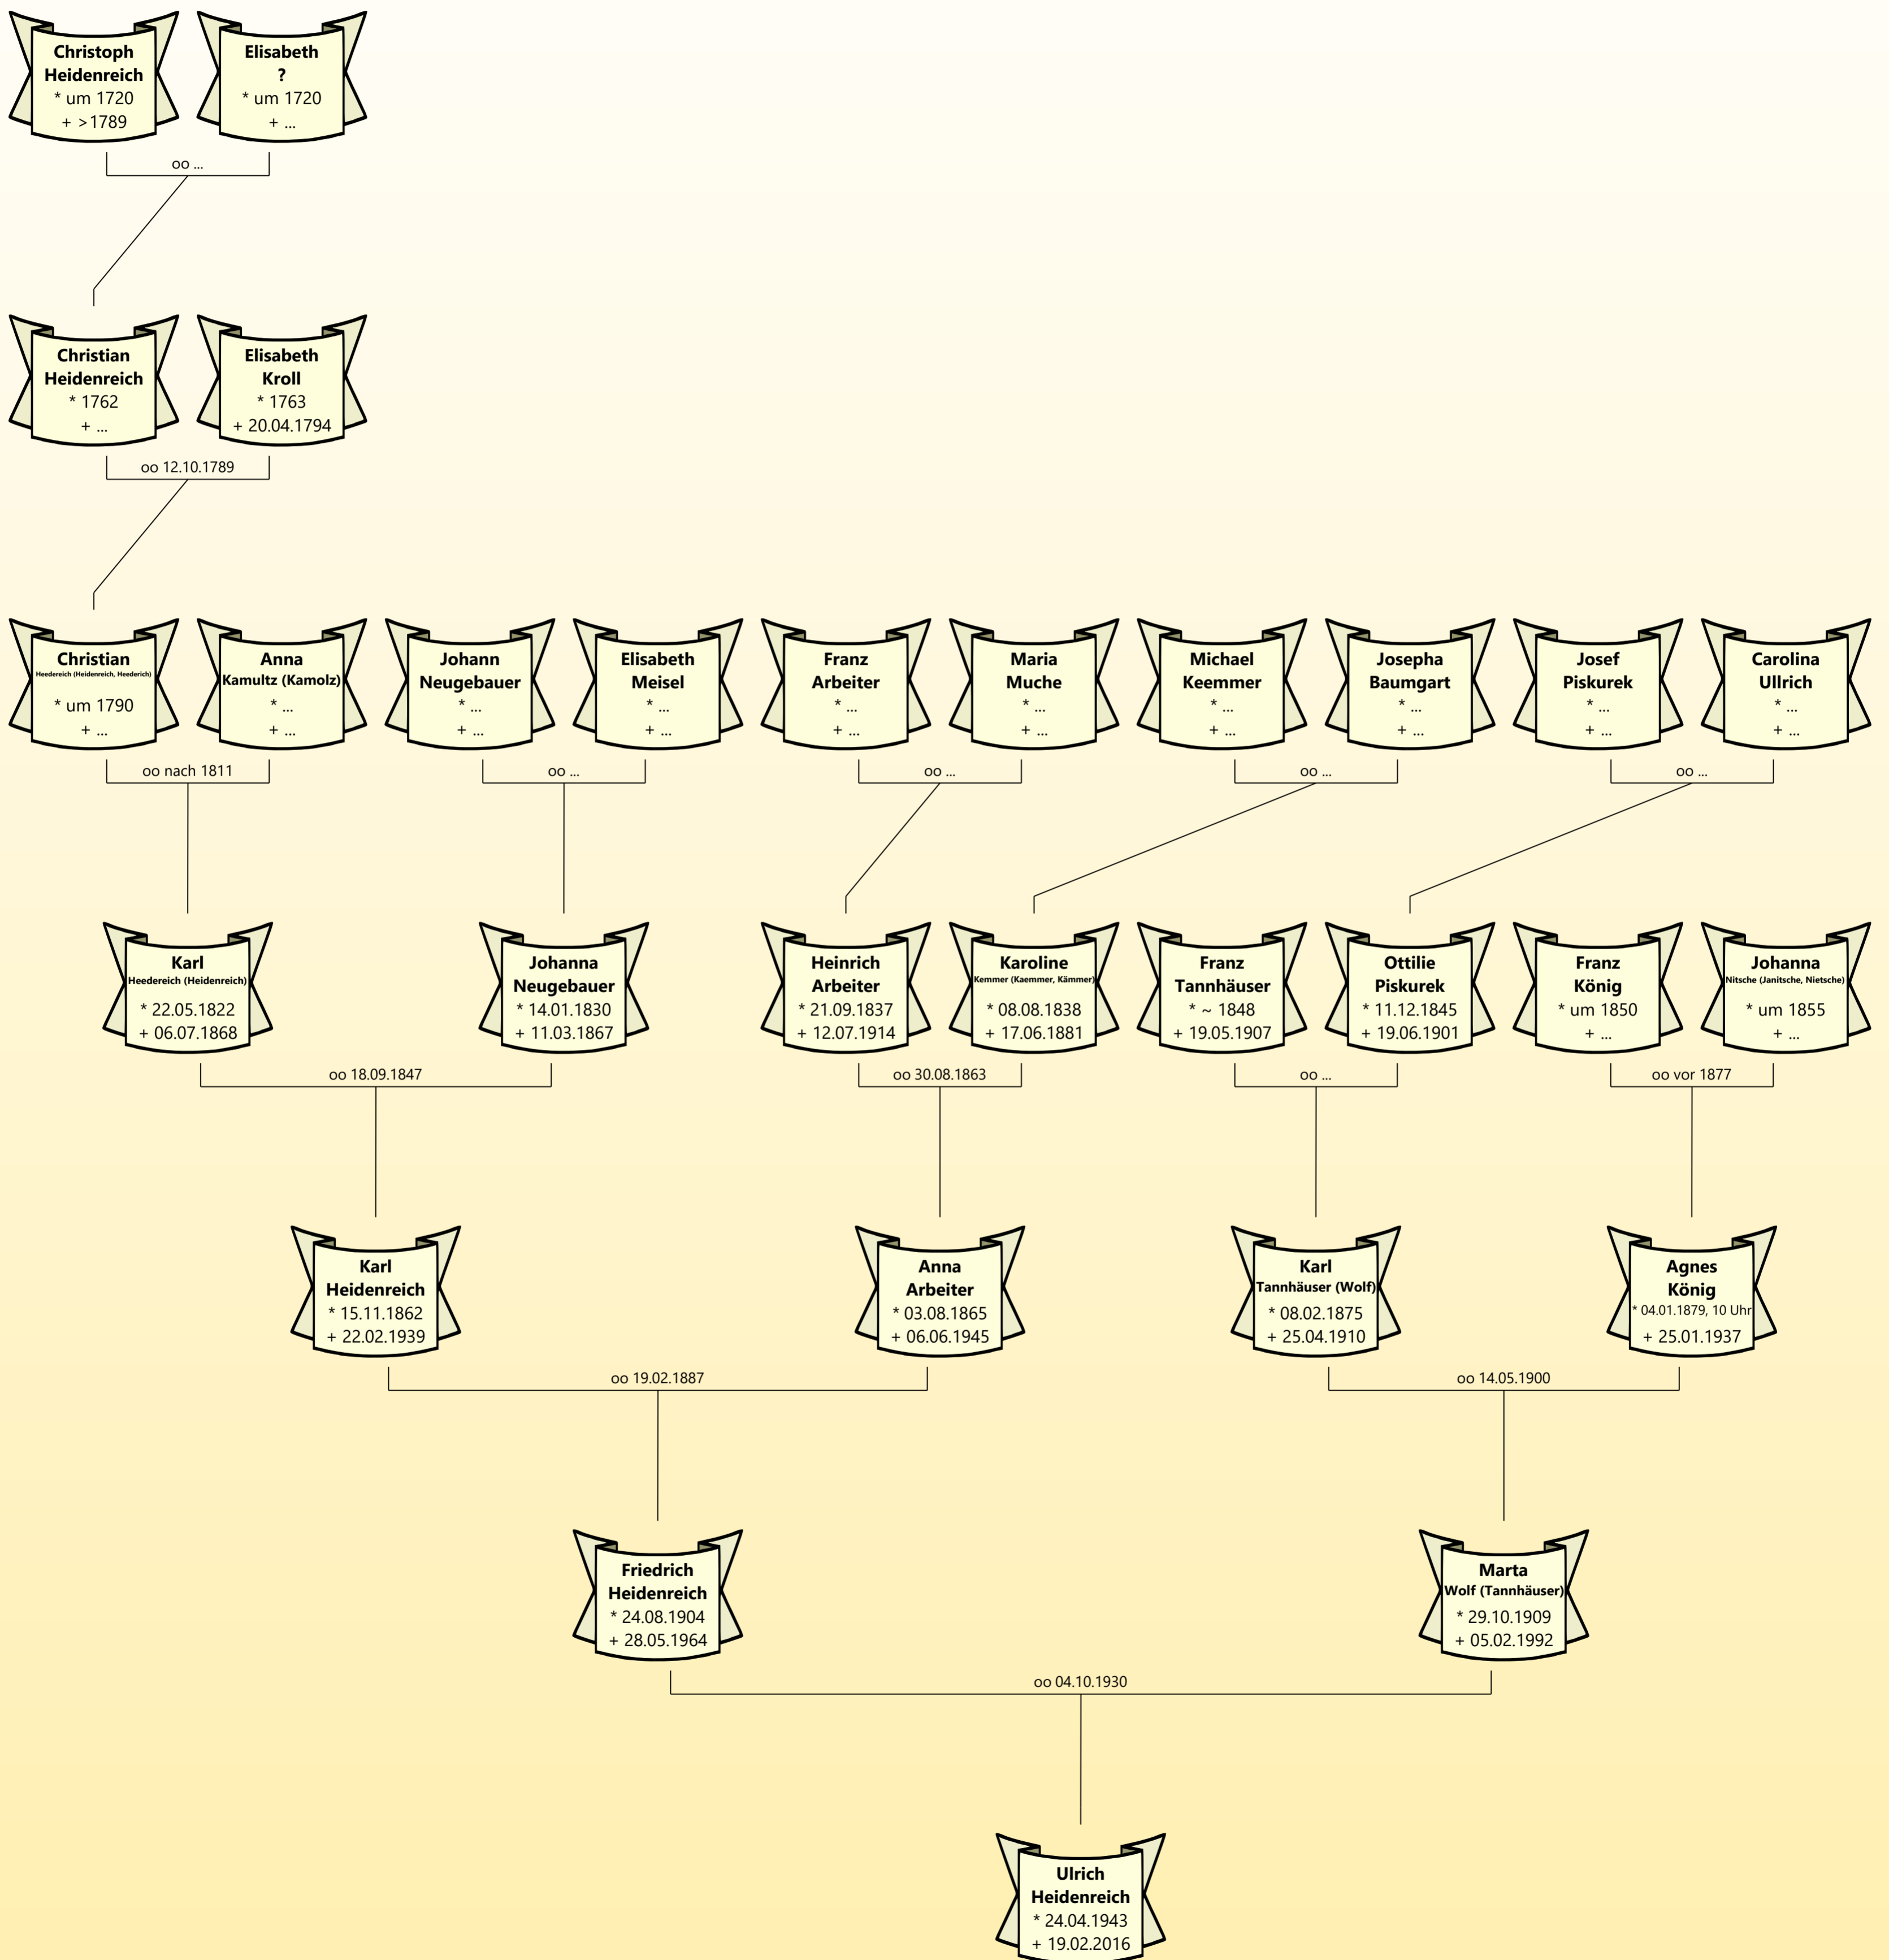 Christoph
Heidenreich
* um 1720
+ >1789
Elisabeth
?
* um 1720
+ ...
oo ...
Christian
Heidenreich
* 1762
+ ...
Elisabeth
Kroll
* 1763
+ 20.04.1794
oo 12.10.1789
Christian
Heedereich (Heidenreich, Heederich)
* um 1790
+ ...
Anna
Kamultz (Kamolz)
* ...
+ ...
Johann
Neugebauer
* ...
+ ...
Elisabeth
Meisel
* ...
+ ...
Franz
Arbeiter
* ...
+ ...
Maria
Muche
* ...
+ ...
Michael
Keemmer
* ...
+ ...
Josepha
Baumgart
* ...
+ ...
Josef
Piskurek
* ...
+ ...
Carolina
Ullrich
* ...
+ ...
oo nach 1811
oo ...
oo ...
oo ...
oo ...
Karl
Heedereich (Heidenreich)
* 22.05.1822
+ 06.07.1868
Johanna
Neugebauer
* 14.01.1830
+ 11.03.1867
Heinrich
Arbeiter
* 21.09.1837
+ 12.07.1914
Karoline
Kemmer (Kaemmer, Kämmer)
* 08.08.1838
+ 17.06.1881
Franz
Tannhäuser
* ~ 1848
+ 19.05.1907
Ottilie
Piskurek
* 11.12.1845
+ 19.06.1901
Franz
König
* um 1850
+ ...
Johanna
Nitsche (Janitsche, Nietsche)
* um 1855
+ ...
oo 18.09.1847
oo 30.08.1863
oo ...
oo vor 1877
Karl
Heidenreich
* 15.11.1862
+ 22.02.1939
Anna
Arbeiter
* 03.08.1865
+ 06.06.1945
Karl
Tannhäuser (Wolf)
* 08.02.1875
+ 25.04.1910
Agnes
König
* 04.01.1879, 10 Uhr
+ 25.01.1937
oo 19.02.1887
oo 14.05.1900
Friedrich
Heidenreich
* 24.08.1904
+ 28.05.1964
Marta
Wolf (Tannhäuser)
* 29.10.1909
+ 05.02.1992
oo 04.10.1930
Ulrich
Heidenreich
* 24.04.1943
+ 19.02.2016